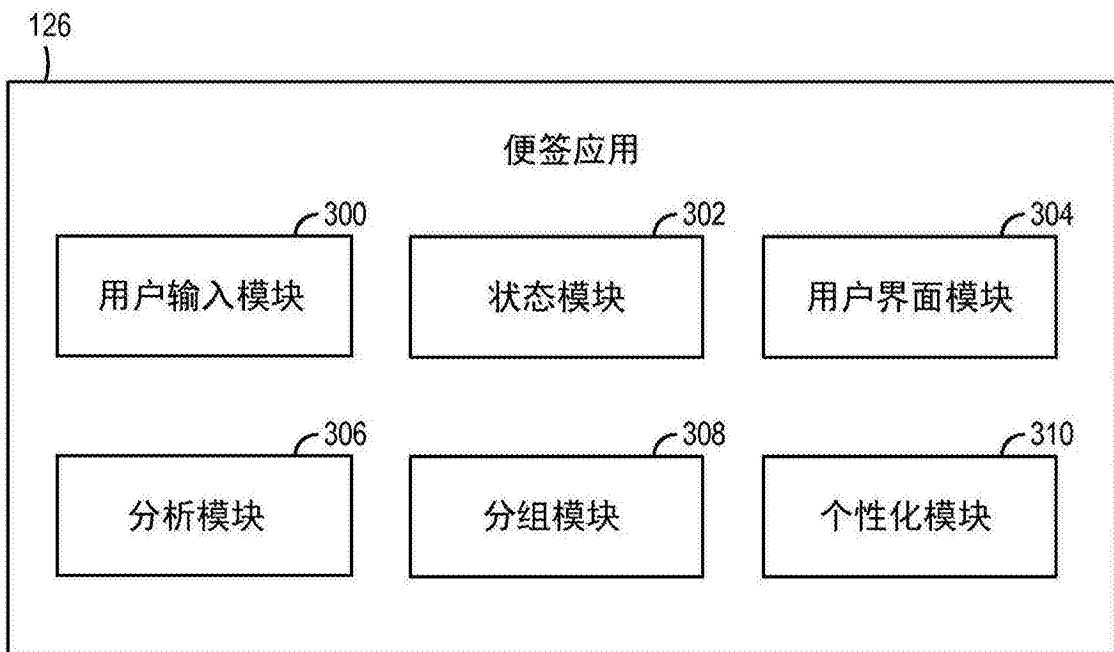 126
便签应用
300
302
304
用户输入模块
状态模块
用户界面模块
306
308
310
分析模块
分组模块
个性化模块